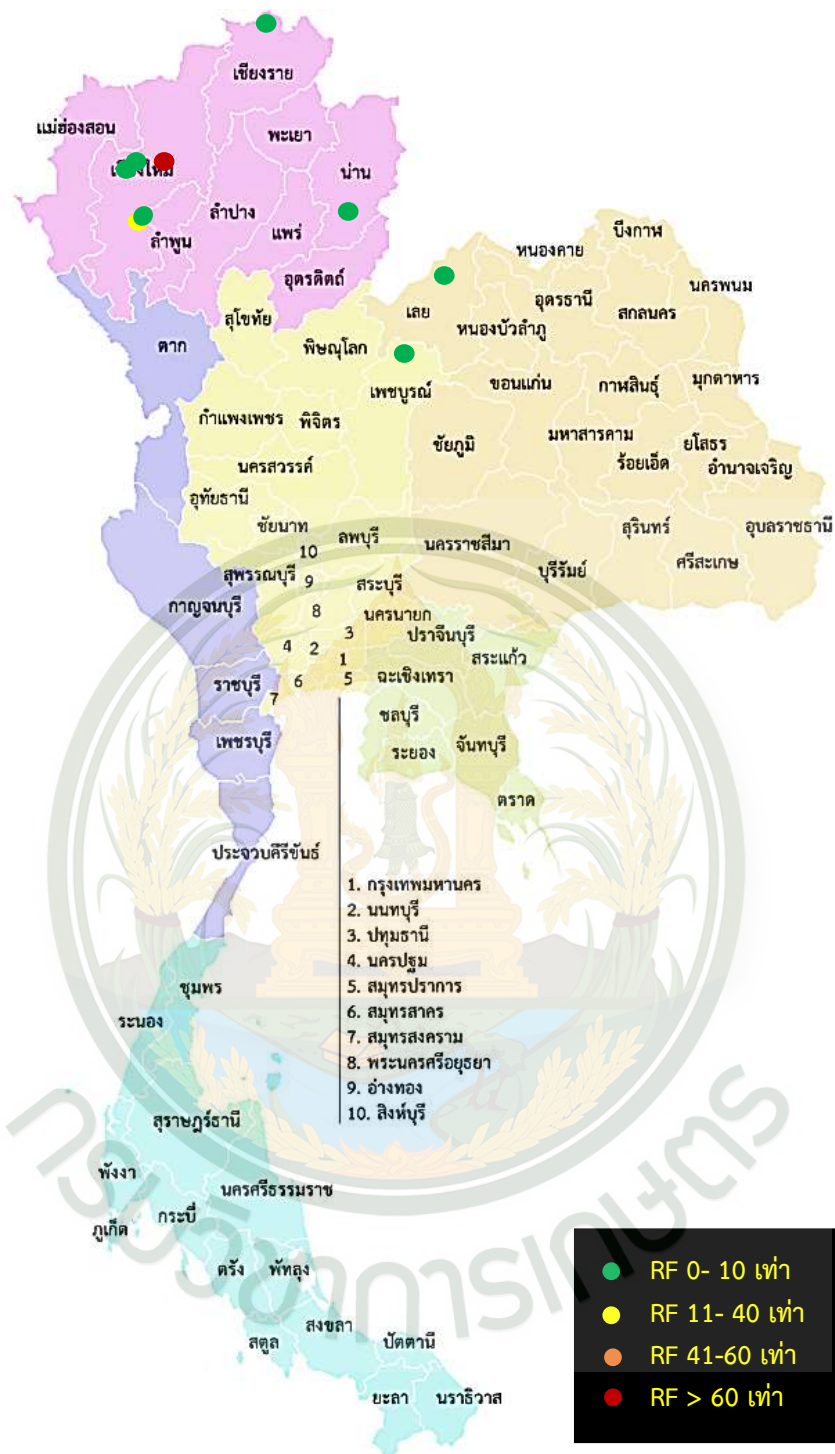 เชียงราย
แม่ฮ่องสอน
พะเยา
เชียงใหม่
น่าน
ลำปาง
แพร่
ลำพูน
อุตรดิตถ์
บึงกาฬ
หนองคาย
นครพนม
อุดรธานี
สกลนคร
เลย
หนองบัวลำภู
สุโขทัย
ตาก
พิษณุโลก
เพชบูรณ์
ขอนแก่น
กาฬสินธุ์
มุกดาหาร
กำแพงเพชร
พิจิตร
ชัยภูมิ
มหาสารคาม
ยโสธร
ร้อยเอ็ด
อำนาจเจริญ
นครสวรรค์
อุทัยธานี
ชัยนาท
ลพบุรี
นครราชสีมา
สุรินทร์
อุบลราชธานี
10
สุพรรณบุรี
9
สระบุรี
บุรีรัมย์
ศรีสะเกษ
กาญจนบุรี
8
นครนายก
3
ปราจีนบุรี
4
2
1
สระแก้ว
ราชบุรี
6
5
ฉะเชิงเทรา
7
ชลบุรี
เพชรบุรี
ระยอง
จันทบุรี
ตราด
ประจวบคีรีขันธ์
1. กรุงเทพมหานคร
2. นนทบุรี
3. ปทุมธานี
4. นครปฐม
5. สมุทรปราการ
6. สมุทรสาคร
7. สมุทรสงคราม
8. พระนครศรีอยุธยา
9. อ่างทอง
10. สิงห์บุรี
ชุมพร
ระนอง
สุราษฎร์ธานี
พังงา
นครศรีธรรมราช
กระบี่
ภูเก็ต
ตรัง
พัทลุง
สงขลา
สตูล
ปัตตานี
ยะลา
นราธิวาส
กรมวิชาการเกษตร
RF 0- 10 เท่า
RF 11- 40 เท่า
RF 41-60 เท่า
RF > 60 เท่า